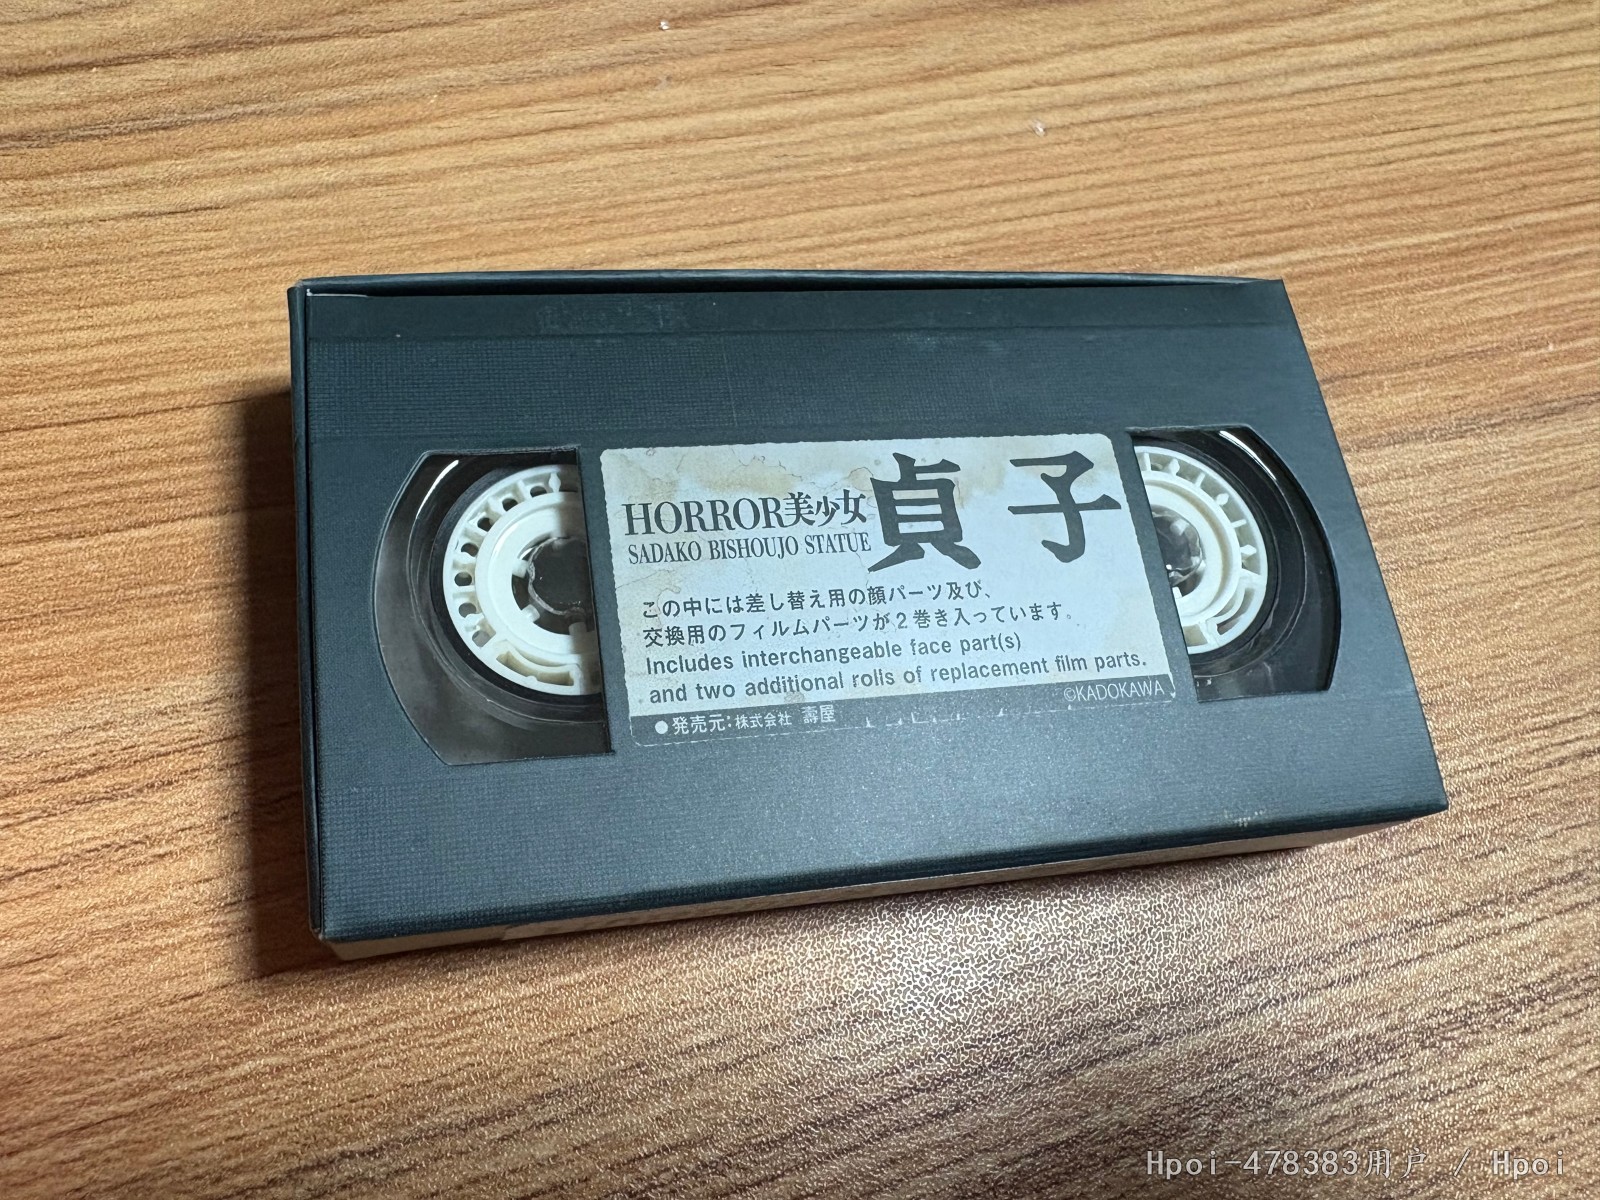 HORROR美少女 貞子
SADAKO BISHOUJO STATUE
この中には差し替え用の顔パーツ及び、
交換用のフィルムパーツが2巻き入っています。
Includes interchangeable face part(s)
and two additional rolls of replacement film parts.
©KADOKAWA
●発売元:株式会社 壽屋
Hpoi-478383用户 / Hpoi